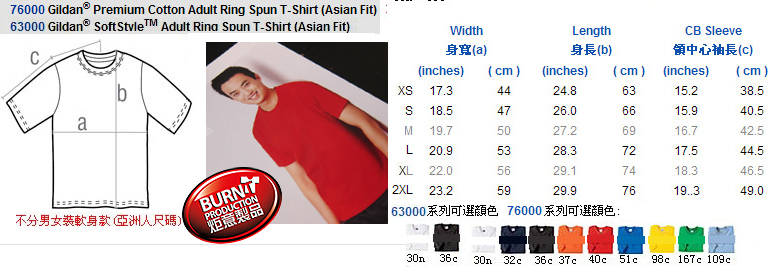 76000 Gildan® Premium Cotton Adult Ring Spun T-Shirt (Asian Fit)
63000 Gildan® SoftStyle™ Adult Ring Spun T-Shirt (Asian Fit)
c
b
a
BURNiT
PRODUCTION
炬意製品
不分男女裝軟身款(亞洲人尺碼)
Width Length CB Sleeve
身寬(a) 身長(b) 領中心袖長(c)
(inches) (cm) (inches) (cm) (inches) (cm)
XS 17.3 44 24.8 63 15.2 38.5
S 18.5 47 26.0 66 15.9 40.5
M 19.7 50 27.2 69 16.7 42.5
L 20.9 53 28.3 72 17.5 44.5
XL 22.0 56 29.1 74 18.3 46.5
2XL 23.2 59 29.9 76 19..3 49.0
63000系列可選顏色 76000系列可選顏色:
30n 36c 30n 32c 36c 37c 40c 51c 98c 167c 109c